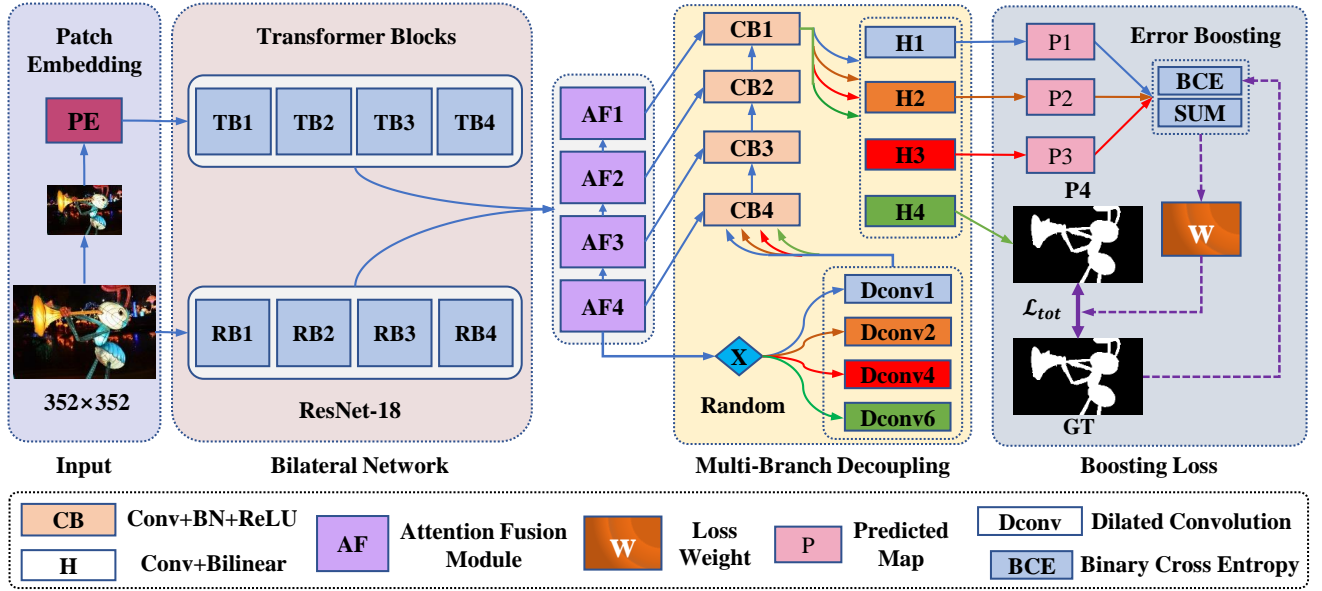 Patch
Embedding
PE
352×352
Input
Transformer Blocks
TB1 TB2 TB3 TB4
RB1 RB2 RB3 RB4
ResNet-18
Bilateral Network
AF1
AF2
AF3
AF4
CB1
CB2
CB3
CB4
H1
H2
H3
H4
X
Random
Dconv1
Dconv2
Dconv4
Dconv6
Multi-Branch Decoupling
P1
P2
P3
P4
Error Boosting
BCE
SUM
W
ℒtot
GT
Boosting Loss
CB Conv+BN+ReLU
H Conv+Bilinear
AF Attention Fusion
Module
W Loss
Weight
P Predicted
Map
Dconv Dilated Convolution
BCE Binary Cross Entropy